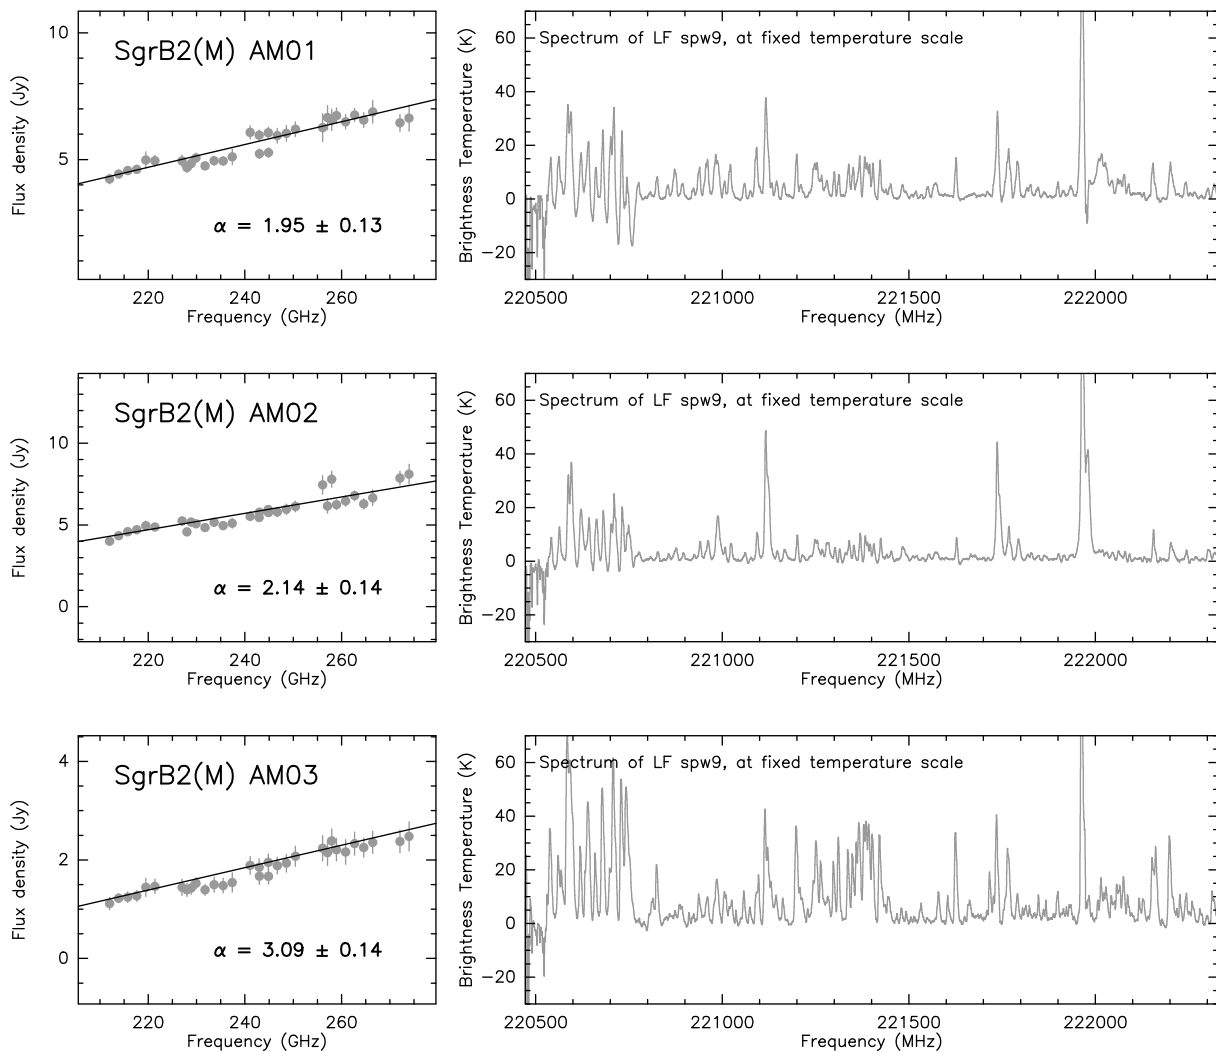 SgrB2(M) AM01
α = 1.95 ± 0.13
Flux density (Jy)
10
5
220 240 260
Frequency (GHz)
Spectrum of LF spw9, at fixed temperature scale
Brightness Temperature (K)
60
40
20
0
−20
220500 221000 221500 222000
Frequency (MHz)
SgrB2(M) AM02
α = 2.14 ± 0.14
Flux density (Jy)
10
5
0
220 240 260
Frequency (GHz)
Spectrum of LF spw9, at fixed temperature scale
Brightness Temperature (K)
60
40
20
0
−20
220500 221000 221500 222000
Frequency (MHz)
SgrB2(M) AM03
α = 3.09 ± 0.14
Flux density (Jy)
4
2
0
220 240 260
Frequency (GHz)
Spectrum of LF spw9, at fixed temperature scale
Brightness Temperature (K)
60
40
20
0
−20
220500 221000 221500 222000
Frequency (MHz)